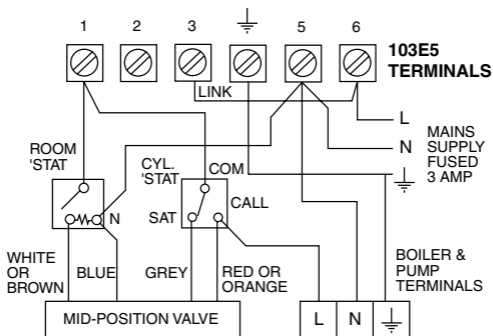 1 2 3 5 6
103E5
TERMINALS
LINK
L
N
MAINS
SUPPLY
FUSED
3 AMP
ROOM
'STAT
CYL.
'STAT
COM
N
SAT
CALL
WHITE
OR
BROWN
BLUE
GREY
RED OR
ORANGE
BOILER &
PUMP
TERMINALS
MID-POSITION VALVE
L N